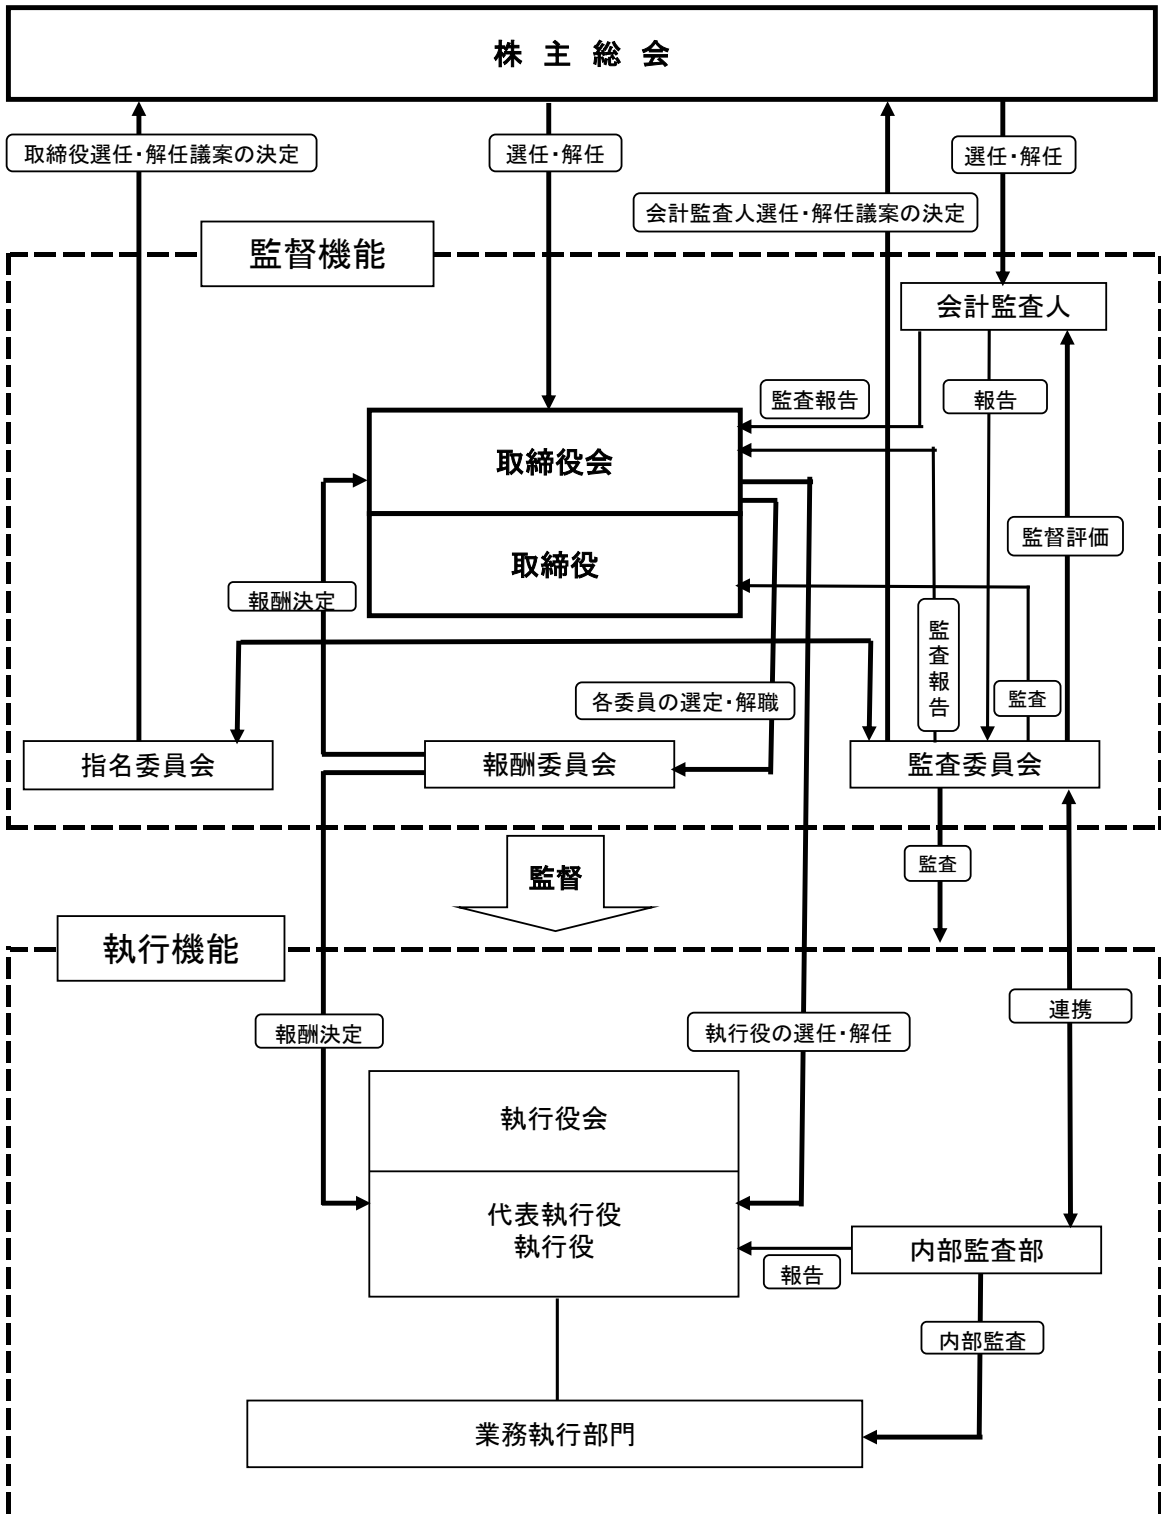 株 主 総 会
取締役選任・解任議案の決定
選任・解任
選任・解任
会計監査人選任・解任議案の決定
監督機能
会計監査人
監査報告
報告
取締役会
監督評価
取締役
報酬決定
監査報告
各委員の選定・解職
監査
指名委員会
報酬委員会
監査委員会
監督
監査
執行機能
連携
報酬決定
執行役の選任・解任
執行役会
代表執行役
執行役
内部監査部
報告
内部監査
業務執行部門